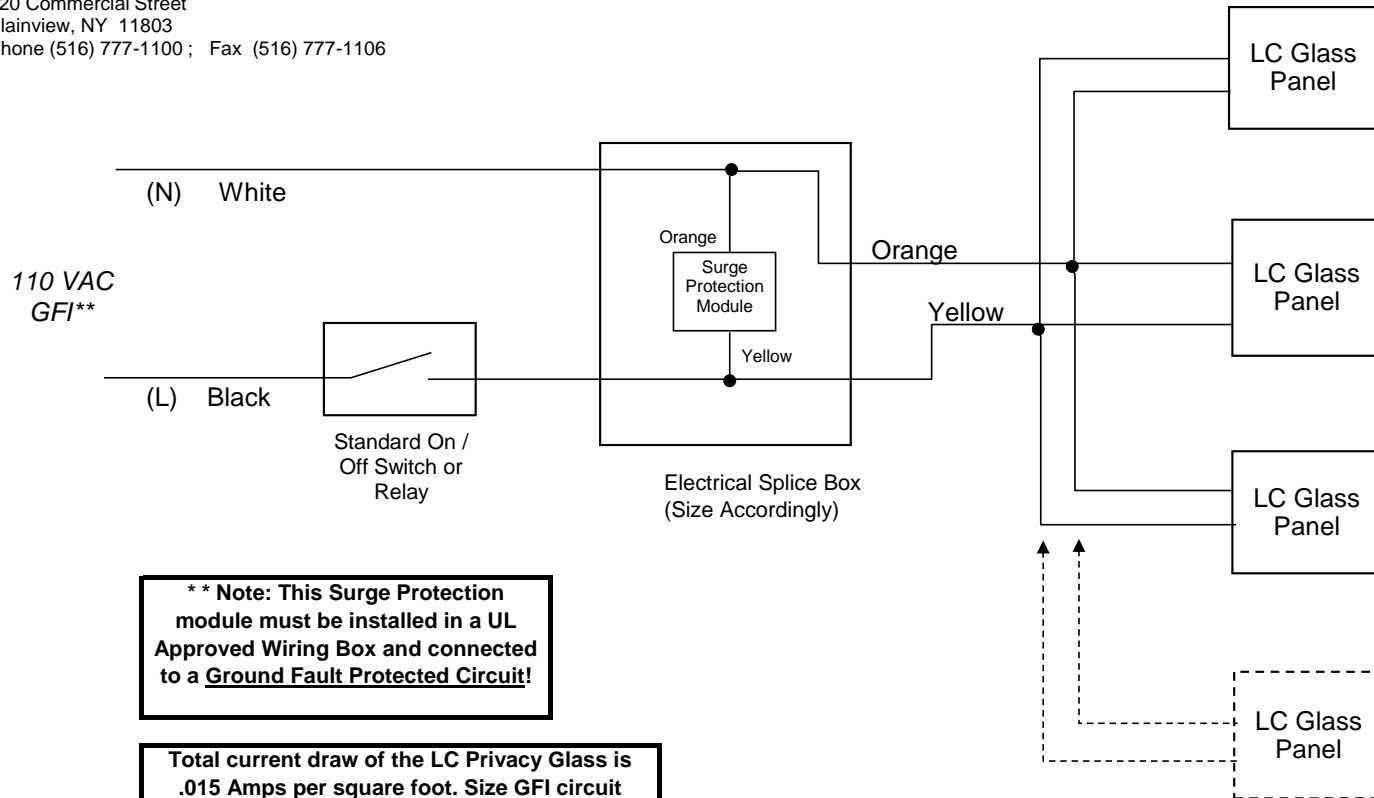 20 Commercial Street
lainview, NY 11803
hone (516) 777-1100 ; Fax (516) 777-1106
LC Glass
Panel
(N) White
Orange
Surge
Protection
Module
Yellow
Orange
Yellow
LC Glass
Panel
110 VAC
GFI**
(L) Black
Standard On /
Off Switch or
Relay
Electrical Splice Box
(Size Accordingly)
LC Glass
Panel
* * Note: This Surge Protection
module must be installed in a UL
Approved Wiring Box and connected
to a Ground Fault Protected Circuit!
LC Glass
Panel
Total current draw of the LC Privacy Glass is
.015 Amps per square foot. Size GFI circuit